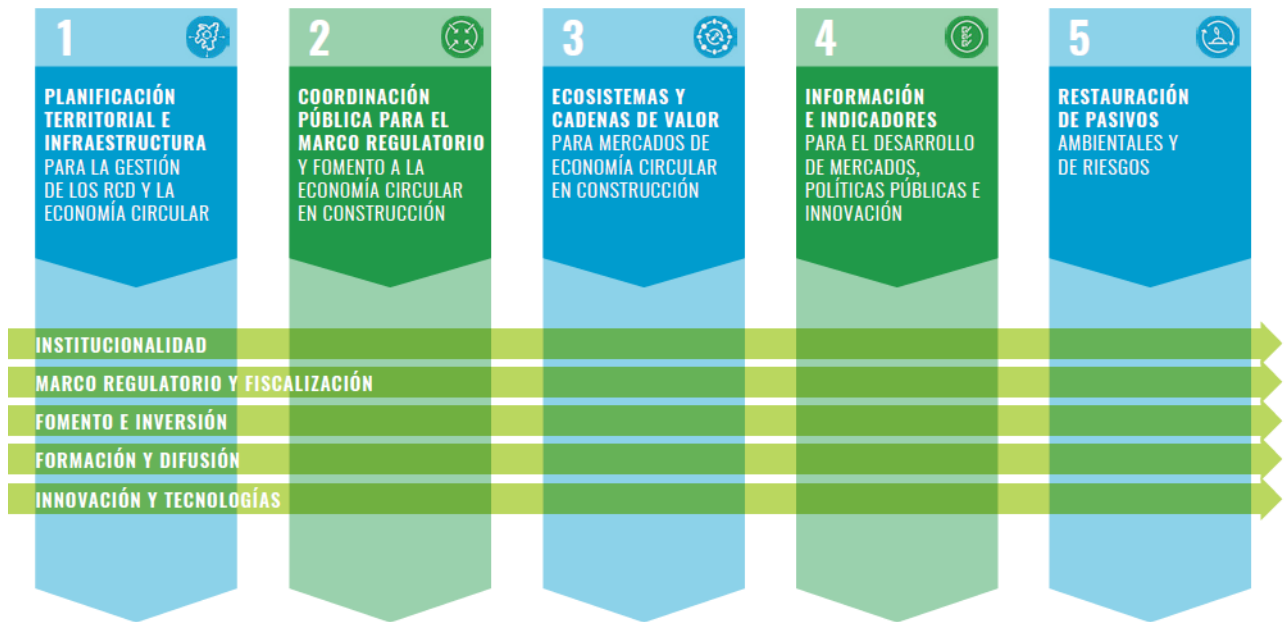 1
PLANIFICACIÓN
TERRITORIAL E
INFRAESTRUCTURA
PARA LA GESTIÓN
DE LOS RCD Y LA
ECONOMÍA CIRCULAR
2
COORDINACIÓN
PÚBLICA PARA EL
MARCO REGULATORIO
Y FOMENTO A LA
ECONOMÍA CIRCULAR
EN CONSTRUCCIÓN
3
ECOSISTEMAS Y
CADENAS DE VALOR
PARA MERCADOS DE
ECONOMÍA CIRCULAR
EN CONSTRUCCIÓN
4
INFORMACIÓN
E INDICADORES
PARA EL DESARROLLO
DE MERCADOS,
POLÍTICAS PÚBLICAS E
INNOVACIÓN
5
RESTAURACIÓN
DE PASIVOS
AMBIENTALES Y
DE RIESGOS
INSTITUCIONALIDAD
MARCO REGULATORIO Y FISCALIZACIÓN
FOMENTO E INVERSIÓN
FORMACIÓN Y DIFUSIÓN
INNOVACIÓN Y TECNOLOGÍAS